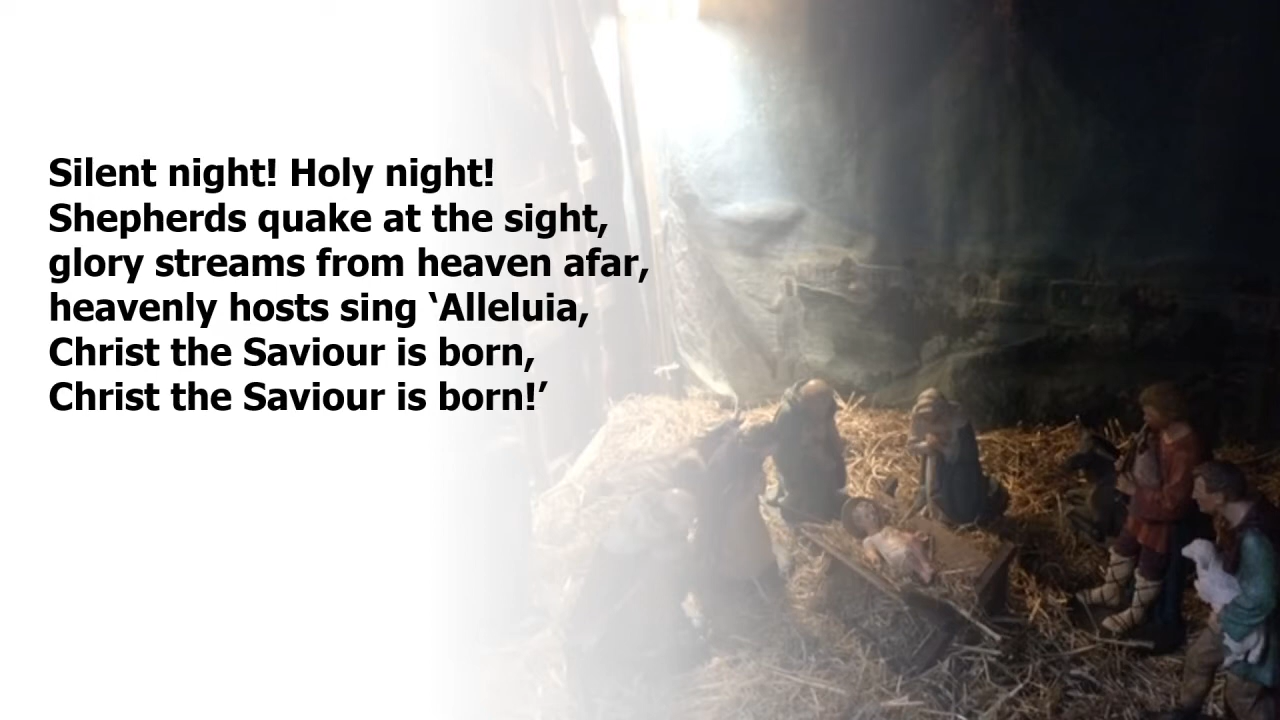 Silent night! Holy night!
Shepherds quake at the sight,
glory streams from heaven afar,
heavenly hosts sing ‘Alleluia,
Christ the Saviour is born,
Christ the Saviour is born!’